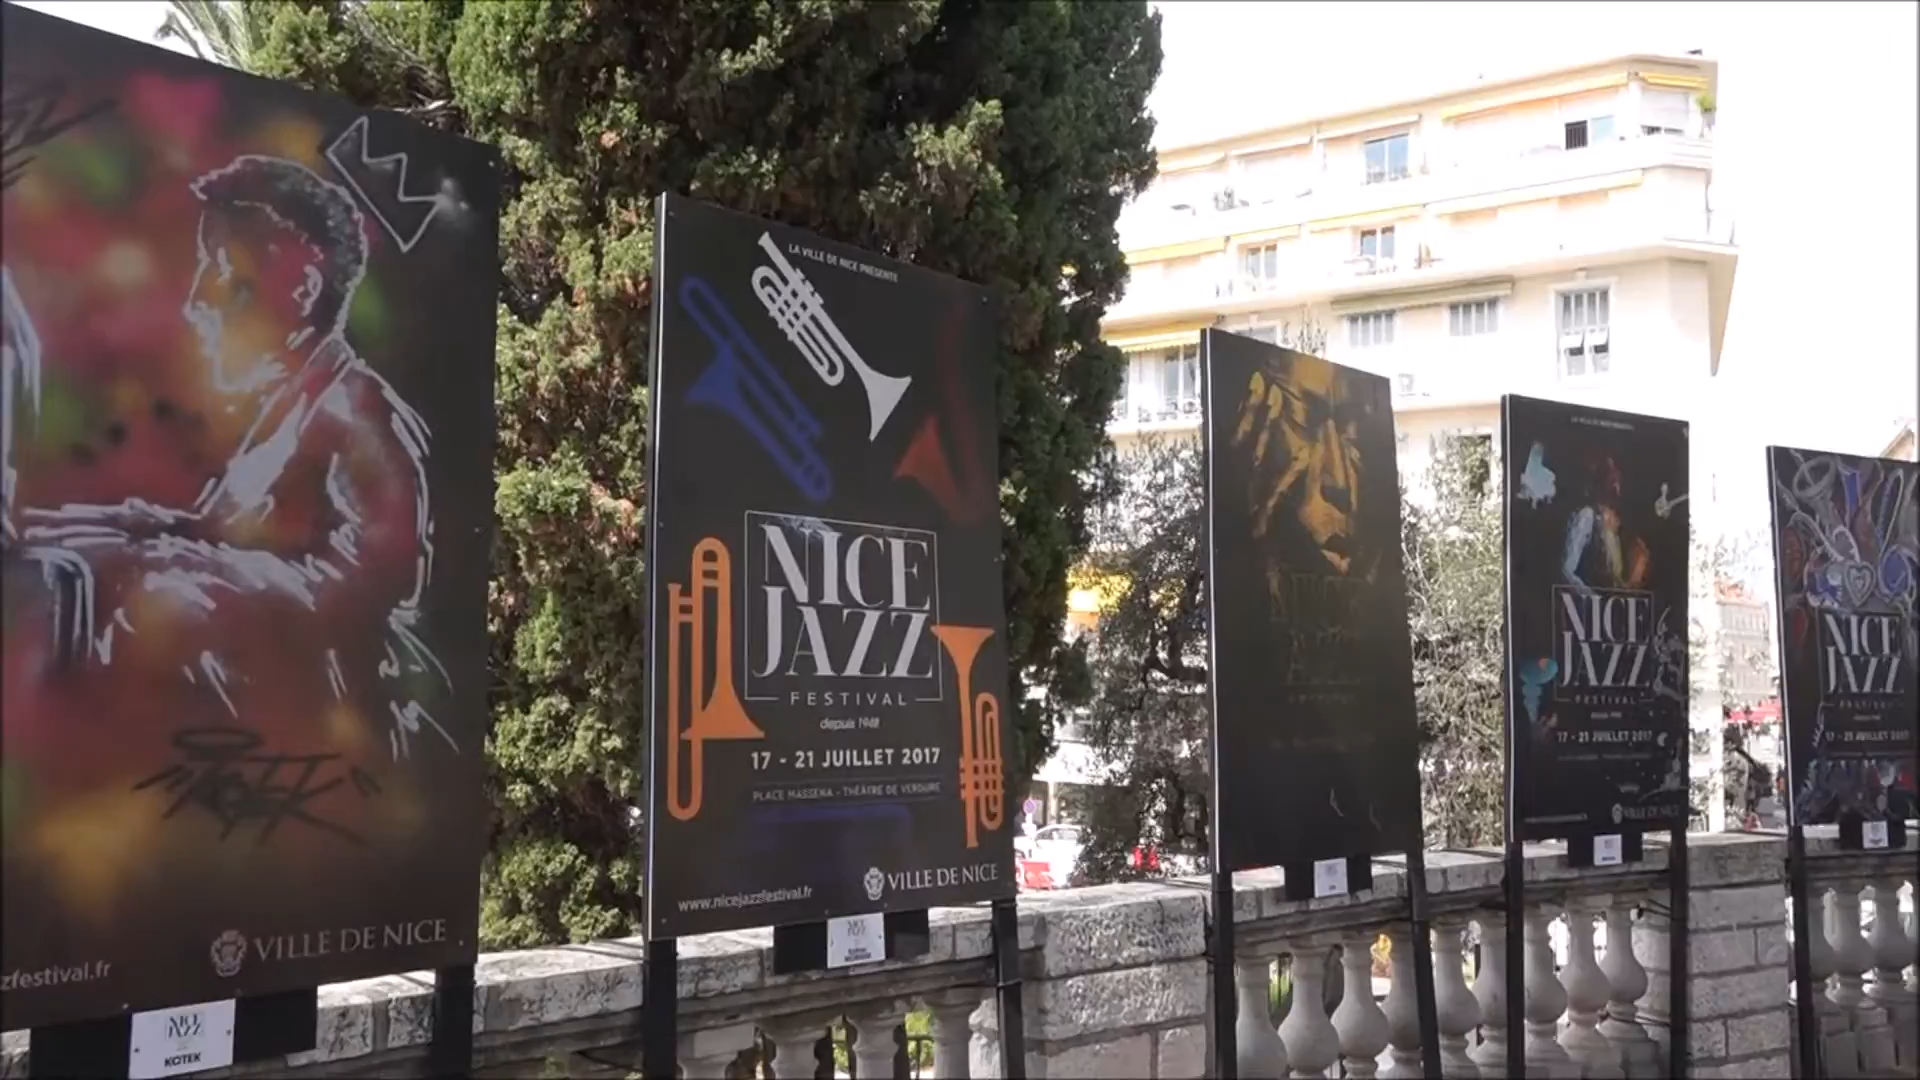 zfestival.fr
VILLE DE NICE
NICE
JAZZ
KOTEK
LA VILLE DE NICE PRÉSENTE
NICE
JAZZ
FESTIVAL
depuis 1948
17 - 21 JUILLET 2017
PLACE MASSENA - THÉÂTRE DE VERDURE
www.nicejazzfestival.fr
VILLE DE NICE
NICE
JAZZ
FESTIVAL
17 - 21 JUILLET 2017
VILLE DE NICE
NICE
JAZZ
FESTIVAL
17 - 21 JUILLET 2017